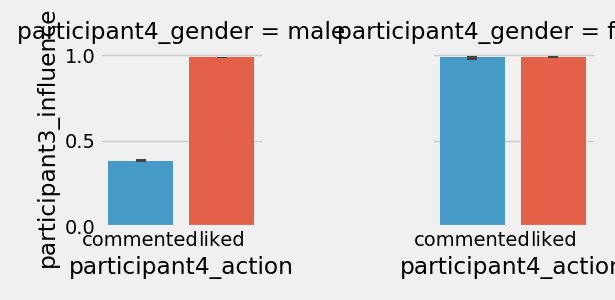 participant4_gender = male
participant4_gender = f
participant3_influence
1.0
0.5
0.0
commented liked
commented liked
participant4_action
participant4_action